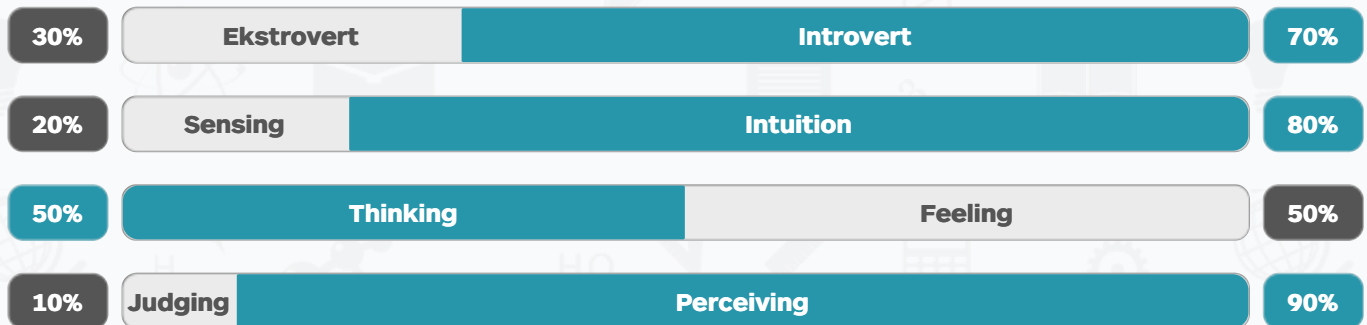 30% Ekstrovert Introvert 70%
20% Sensing Intuition 80%
50% Thinking Feeling 50%
10% Judging Perceiving 90%